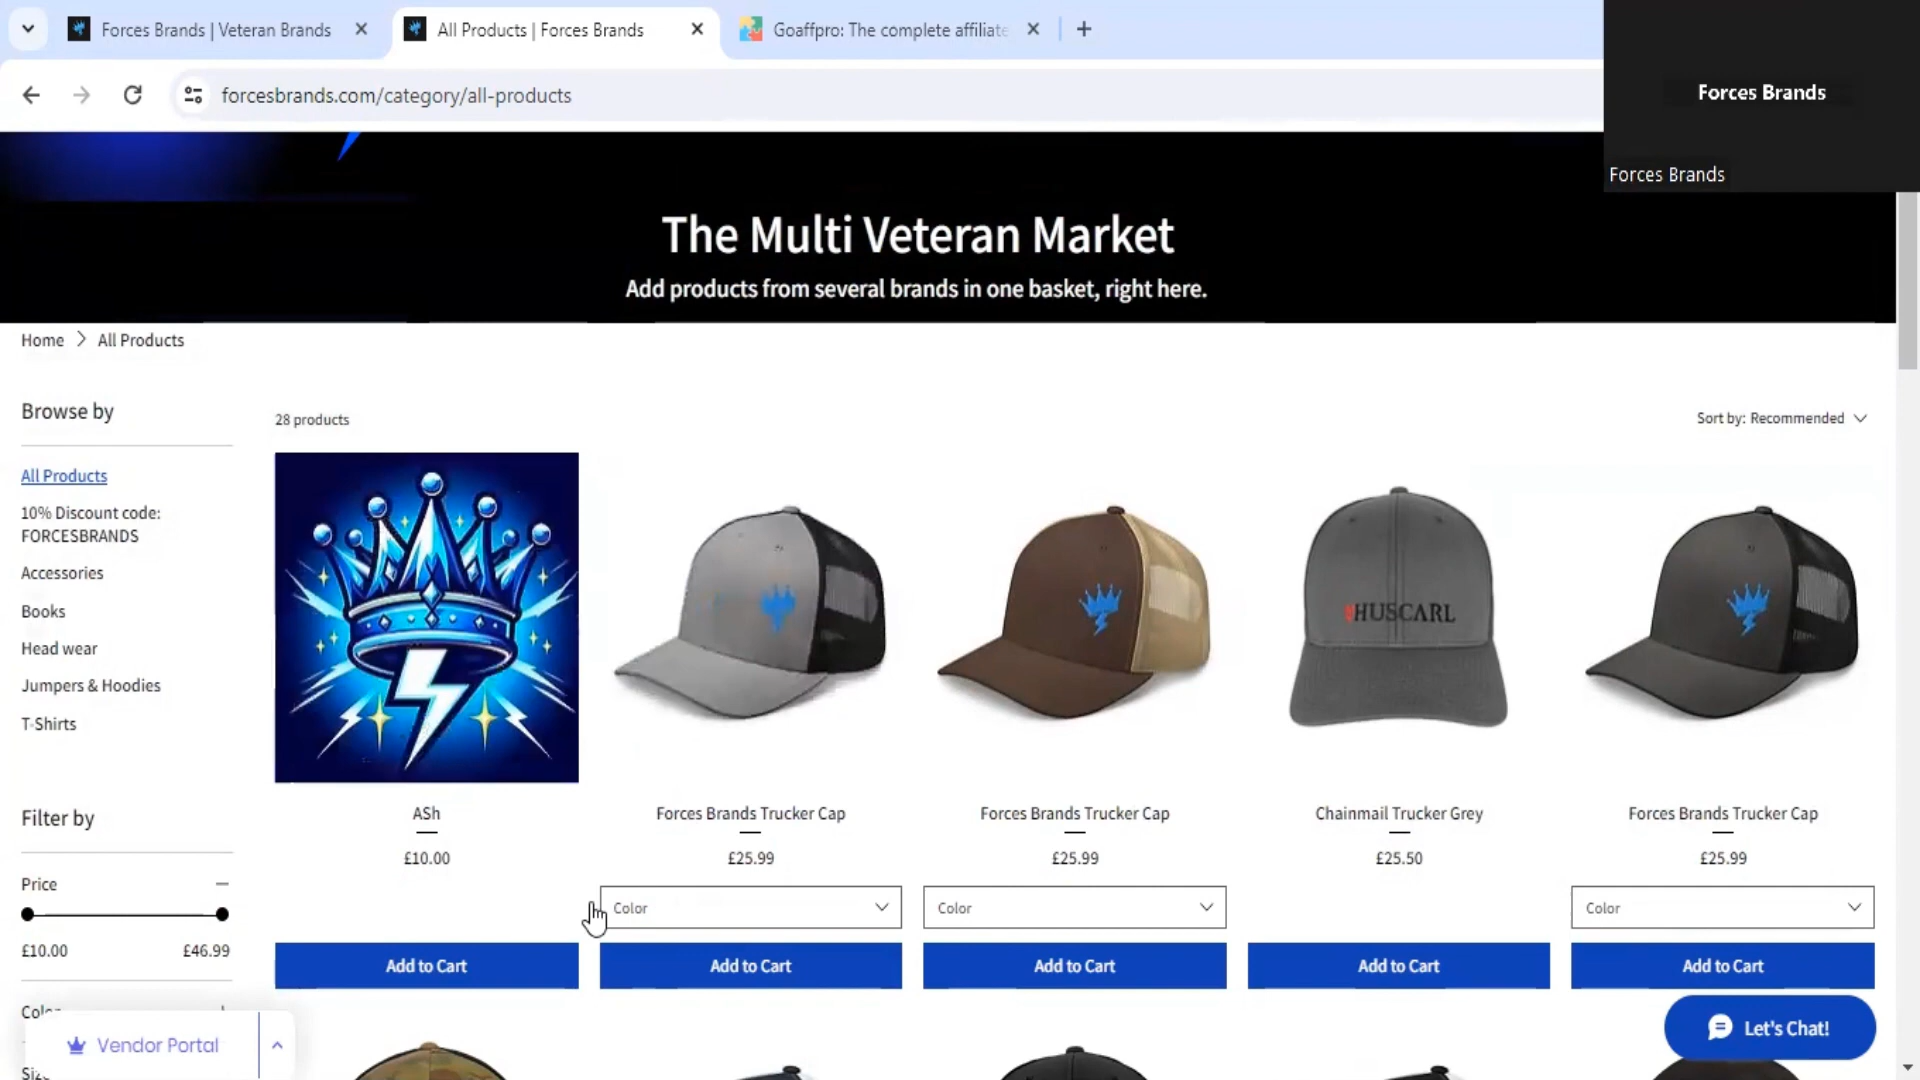 Forces Brands | Veteran Brands
All Products | Forces Brands
Goaffpro: The complete affiliate
forcesbrands.com/category/all-products
Forces Brands
Forces Brands
The Multi Veteran Market
Add products from several brands in one basket, right here.
Home > All Products
Browse by
28 products
Sort by: Recommended
All Products
10% Discount code:
FORCESBRANDS
Accessories
Books
Head wear
Jumpers & Hoodies
T-Shirts
HUSCARL
Filter by
Price
£10.00 £46.99
ASh
£10.00
Add to Cart
Forces Brands Trucker Cap
£25.99
Color
Add to Cart
Forces Brands Trucker Cap
£25.99
Color
Add to Cart
Chainmail Trucker Grey
£25.50
Add to Cart
Forces Brands Trucker Cap
£25.99
Color
Add to Cart
Vendor Portal
Let's Chat!